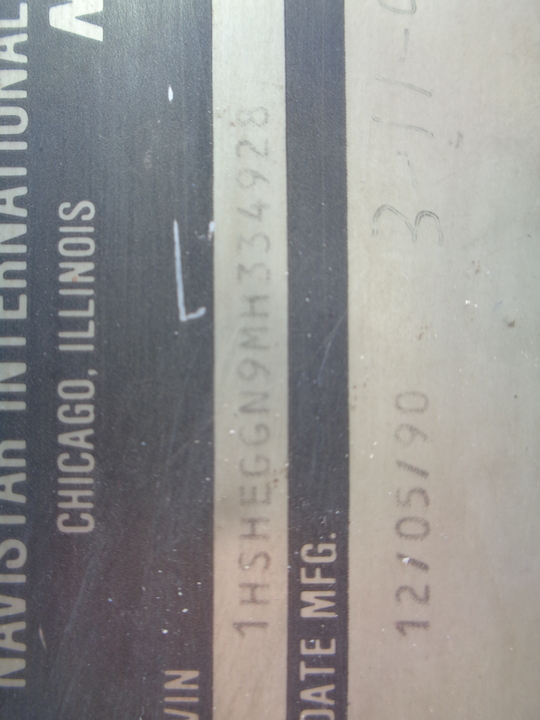 NAVISTAR INTERNATIONAL
CHICAGO, ILLINOIS
VIN 1HSHEGGN9MH334928
DATE MFG. 12/05/90